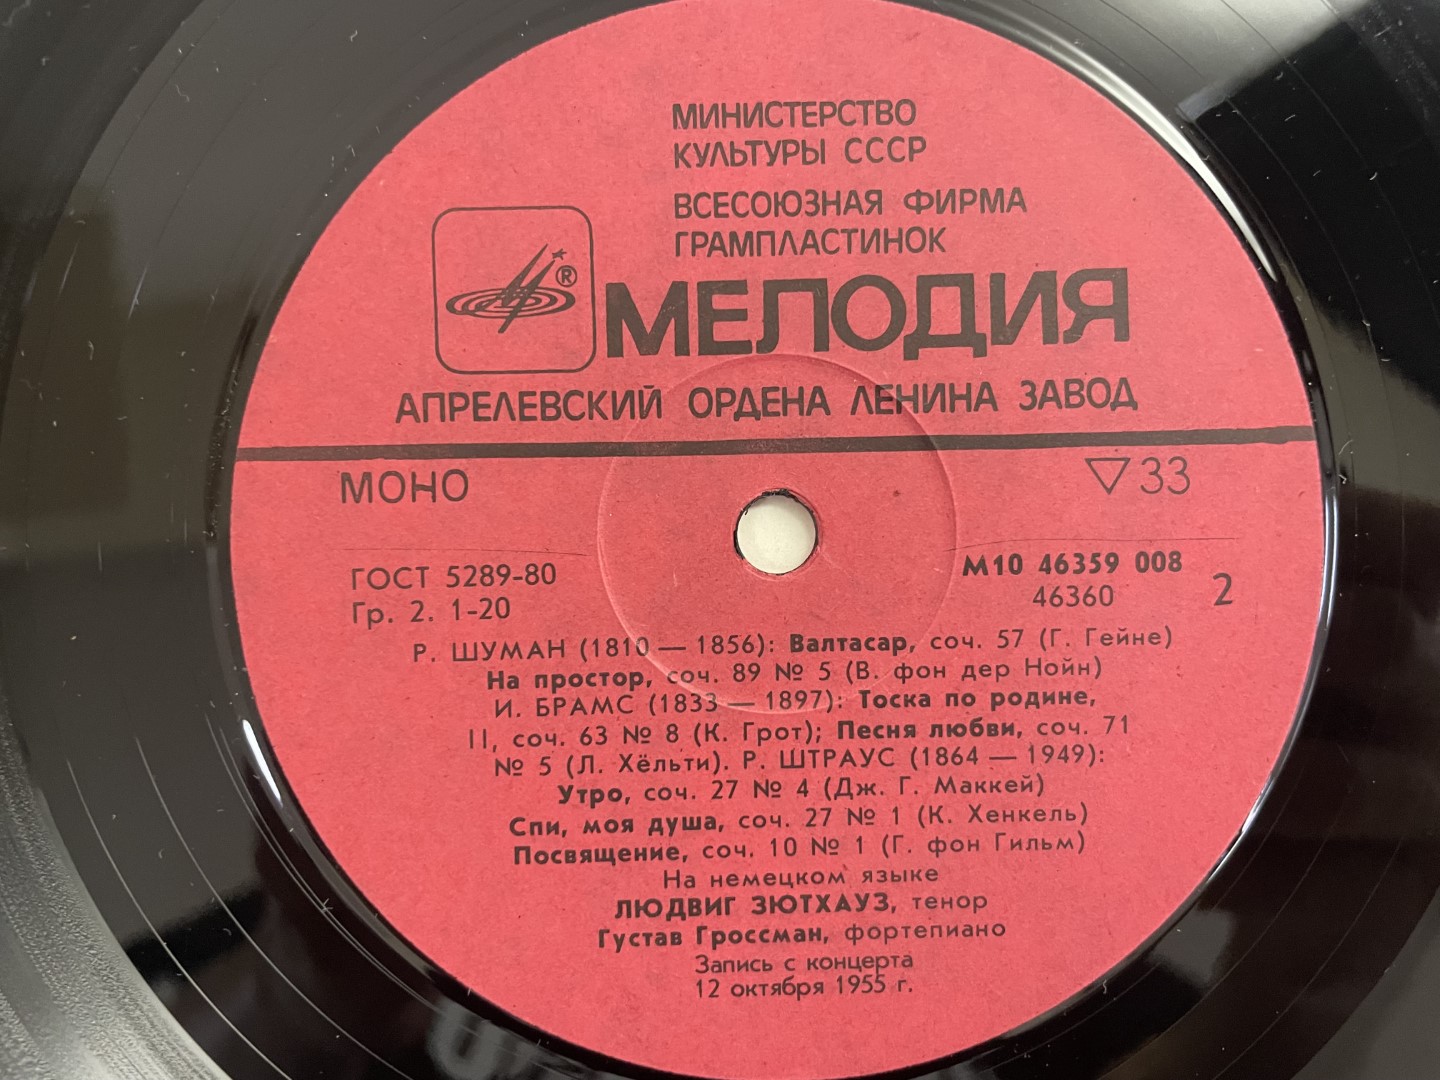 МИНИСТЕРСТВО
КУЛЬТУРЫ СССР
ВСЕСОЮЗНАЯ ФИРМА
ГРАМПЛАСТИНОК
®
МЕЛОДИЯ
АПРЕЛЕВСКИЙ ОРДЕНА ЛЕНИНА ЗАВОД
МОНО ▽33
ГОСТ 5289-80 М10 46359 008
Гр. 2. 1-20 46360 2
Р. ШУМАН (1810 — 1856): Валтасар, соч. 57 (Г. Гейне)
На простор, соч. 89 № 5 (В. фон дер Нойн)
И. БРАМС (1833 — 1897): Тоска по родине,
II, соч. 63 № 8 (К. Грот); Песня любви, соч. 71
№ 5 (Л. Хёльти). Р. ШТРАУС (1864 — 1949):
Утро, соч. 27 № 4 (Дж. Г. Маккей)
Спи, моя душа, соч. 27 № 1 (К. Хенкель)
Посвящение, соч. 10 № 1 (Г. фон Гильм)
На немецком языке
ЛЮДВИГ ЗЮТХАУЗ, тенор
Густав Гроссман, фортепиано
Запись с концерта
12 октября 1955 г.